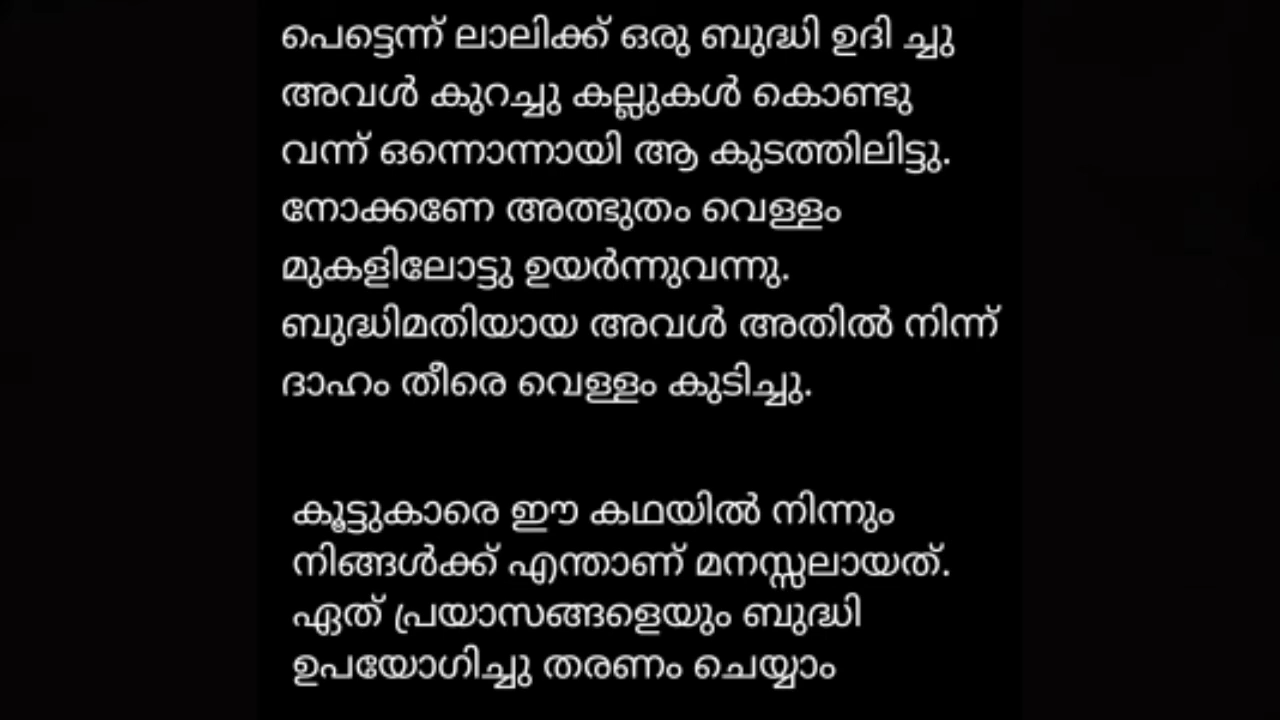 പെട്ടെന്ന് ലാലിക്ക് ഒരു ബുദ്ധി ഉദി ച്ചു
അവൾ കുറച്ചു കല്ലുകൾ കൊണ്ടു
വന്ന് ഒന്നൊന്നായി ആ കുടത്തിലിട്ടു.
നോക്കണേ അത്ഭുതം വെള്ളം
മുകളിലോട്ടു ഉയർന്നുവന്നു.
ബുദ്ധിമതിയായ അവൾ അതിൽ നിന്ന്
ദാഹം തീരെ വെള്ളം കുടിച്ചു.
കൂട്ടുകാരെ ഈ കഥയിൽ നിന്നും
നിങ്ങൾക്ക് എന്താണ് മനസ്സലായത്.
ഏത് പ്രയാസങ്ങളെയും ബുദ്ധി
ഉപയോഗിച്ചു തരണം ചെയ്യാം